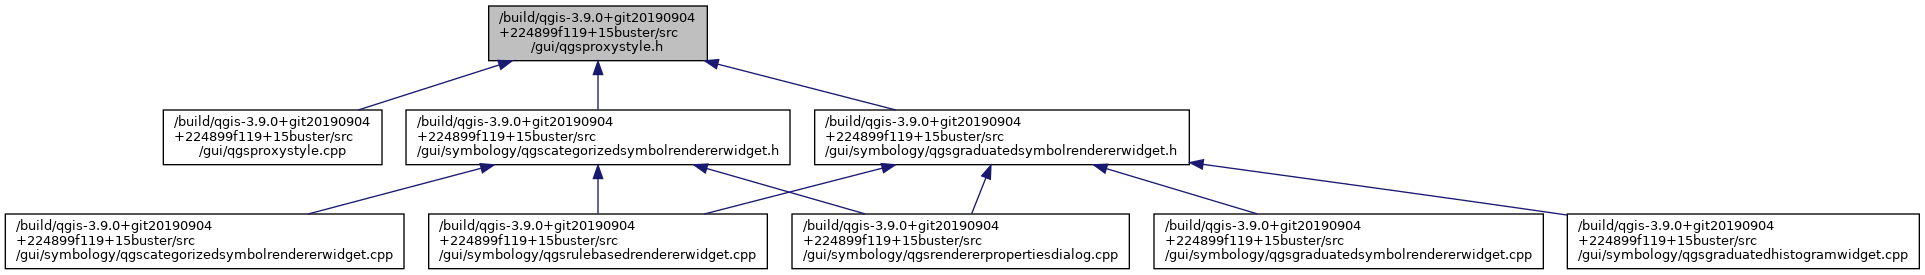 /build/qgis-3.9.0+git20190904
+224899f119+15buster/src
/gui/qgsproxystyle.h
/build/qgis-3.9.0+git20190904
+224899f119+15buster/src
/gui/qgsproxystyle.cpp
/build/qgis-3.9.0+git20190904
+224899f119+15buster/src
/gui/symbology/qgscategorizedsymbolrendererwidget.h
/build/qgis-3.9.0+git20190904
+224899f119+15buster/src
/gui/symbology/qgsgraduatedsymbolrendererwidget.h
/build/qgis-3.9.0+git20190904
+224899f119+15buster/src
/gui/symbology/qgscategorizedsymbolrendererwidget.cpp
/build/qgis-3.9.0+git20190904
+224899f119+15buster/src
/gui/symbology/qgsrulebasedrendererwidget.cpp
/build/qgis-3.9.0+git20190904
+224899f119+15buster/src
/gui/symbology/qgsrendererpropertiesdialog.cpp
/build/qgis-3.9.0+git20190904
+224899f119+15buster/src
/gui/symbology/qgsgraduatedsymbolrendererwidget.cpp
/build/qgis-3.9.0+git20190904
+224899f119+15buster/src
/gui/symbology/qgsgraduatedhistogramwidget.cpp